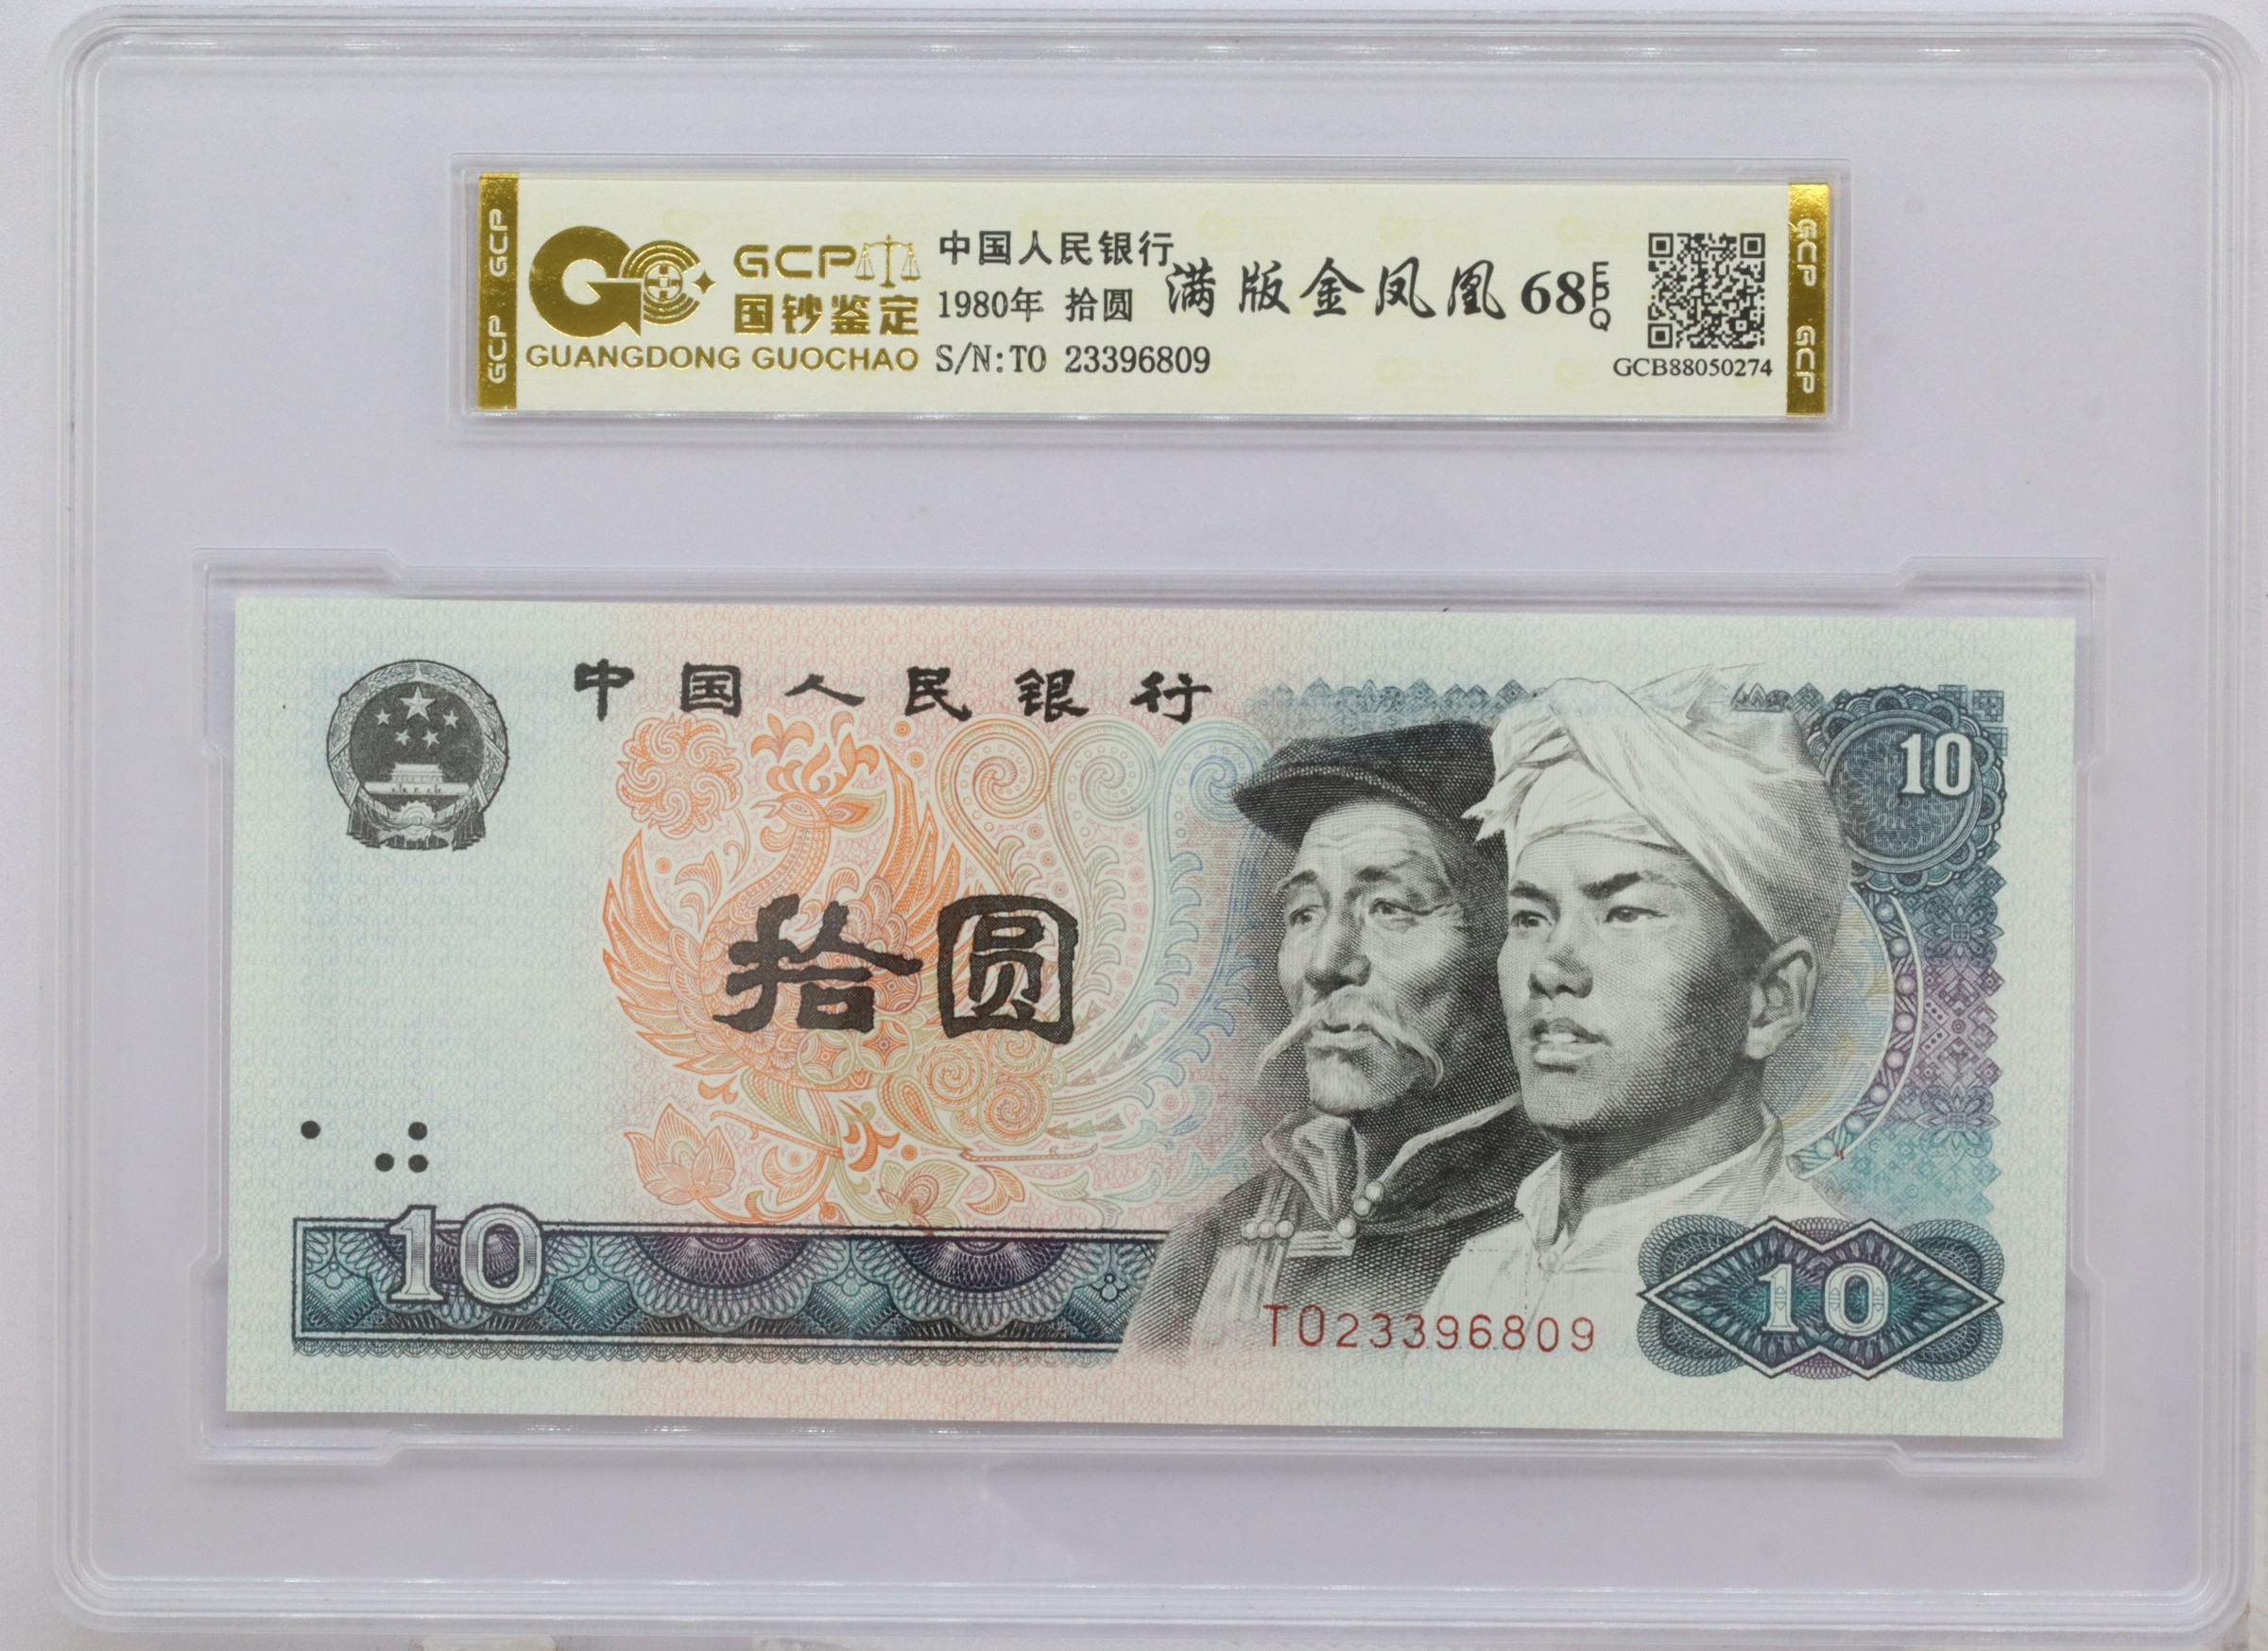 GCP
GCP
GCP
国钞鉴定
GUANGDONG GUOCHAO
中国人民银行
1980年 拾圆
S/N:TO 23396809
满版金凤凰 68 EPQ
GCB88050274
GCP
GCP
中国人民银行
10
拾圆
10
TO23396809
10